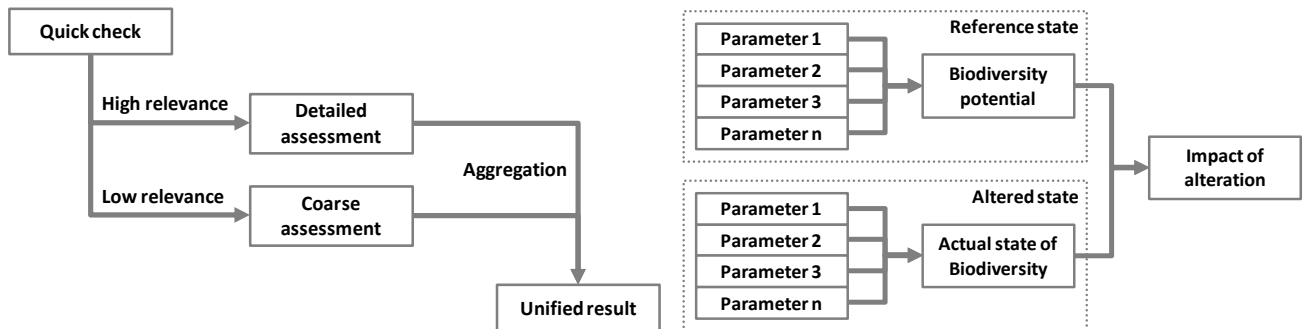 Quick check
High relevance
Detailed
assessment
Low relevance
Coarse
assessment
Aggregation
Unified result
Reference state
Parameter 1
Parameter 2
Parameter 3
Parameter n
Biodiversity
potential
Altered state
Parameter 1
Parameter 2
Parameter 3
Parameter n
Actual state of
Biodiversity
Impact of
alteration